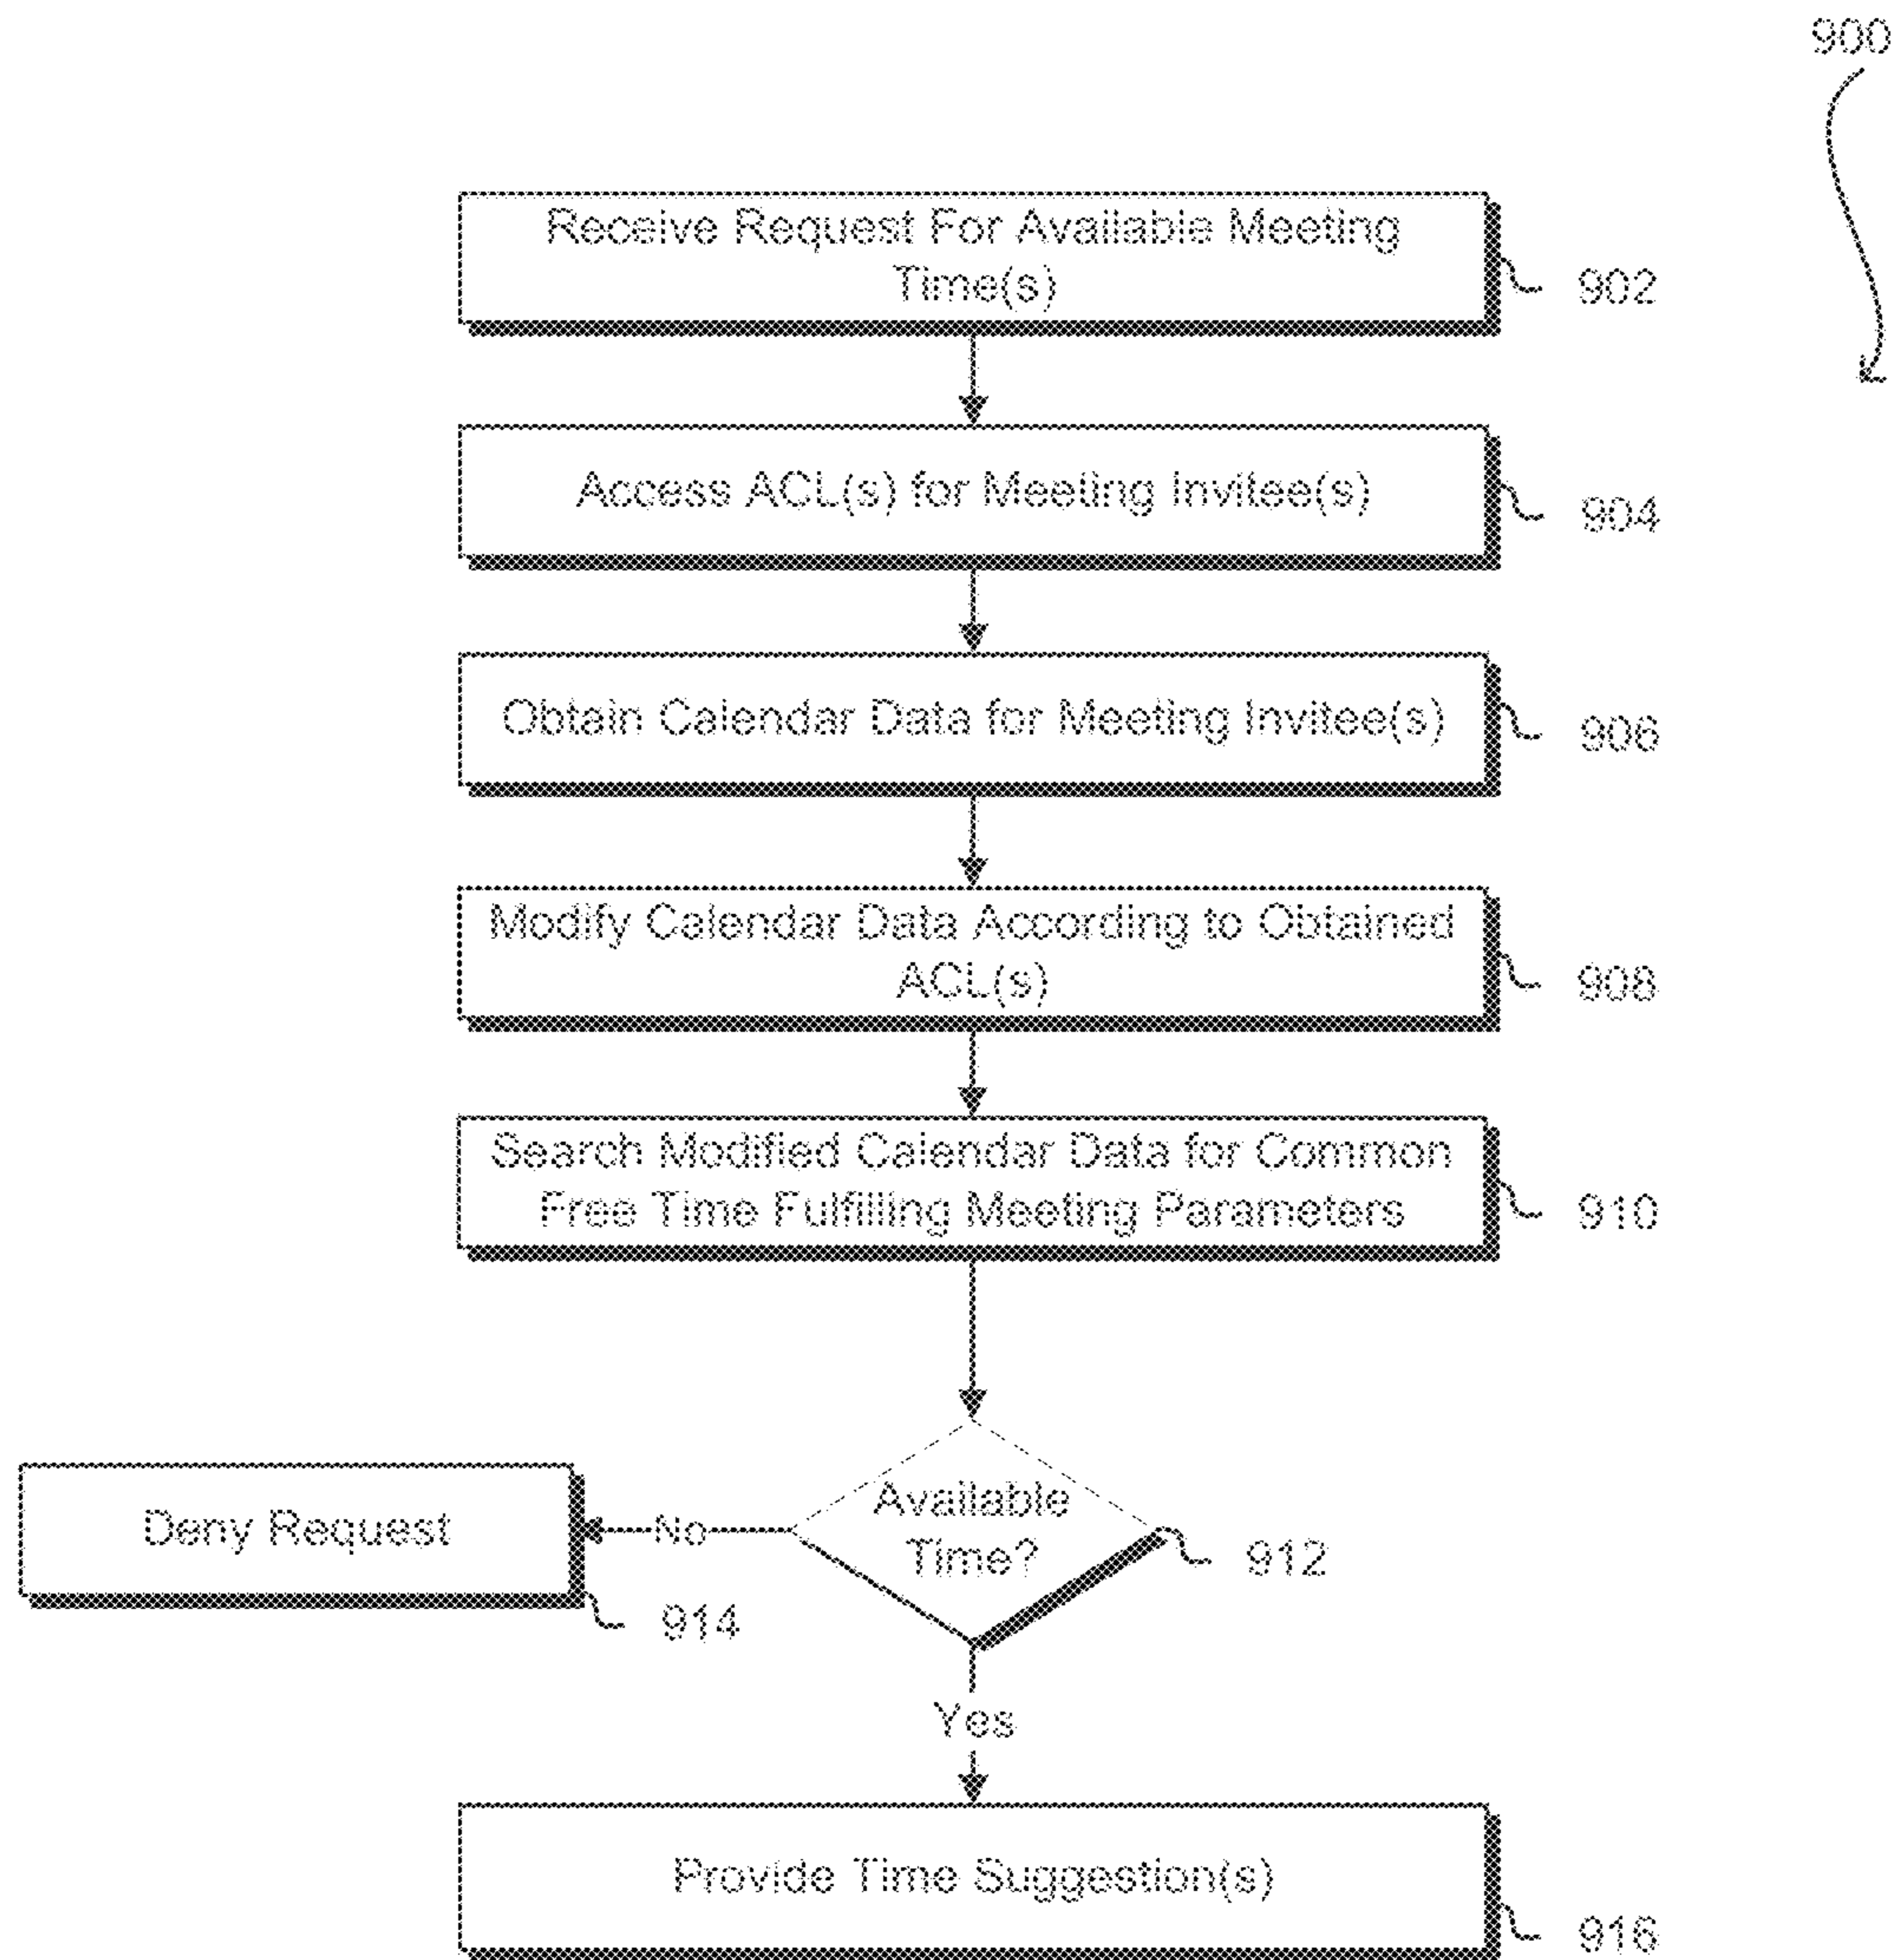 900
Receive Request For Available Meeting
Time(s)
902
Access ACL(s) for Meeting Invitee(s)
904
Obtain Calendar Data for Meeting Invitee(s)
906
Modify Calendar Data According to Obtained
ACL(s)
908
Search Modified Calendar Data for Common
Free Time Fulfilling Meeting Parameters
910
Available
Time?
912
No
Deny Request
914
Yes
Provide Time Suggestion(s)
916